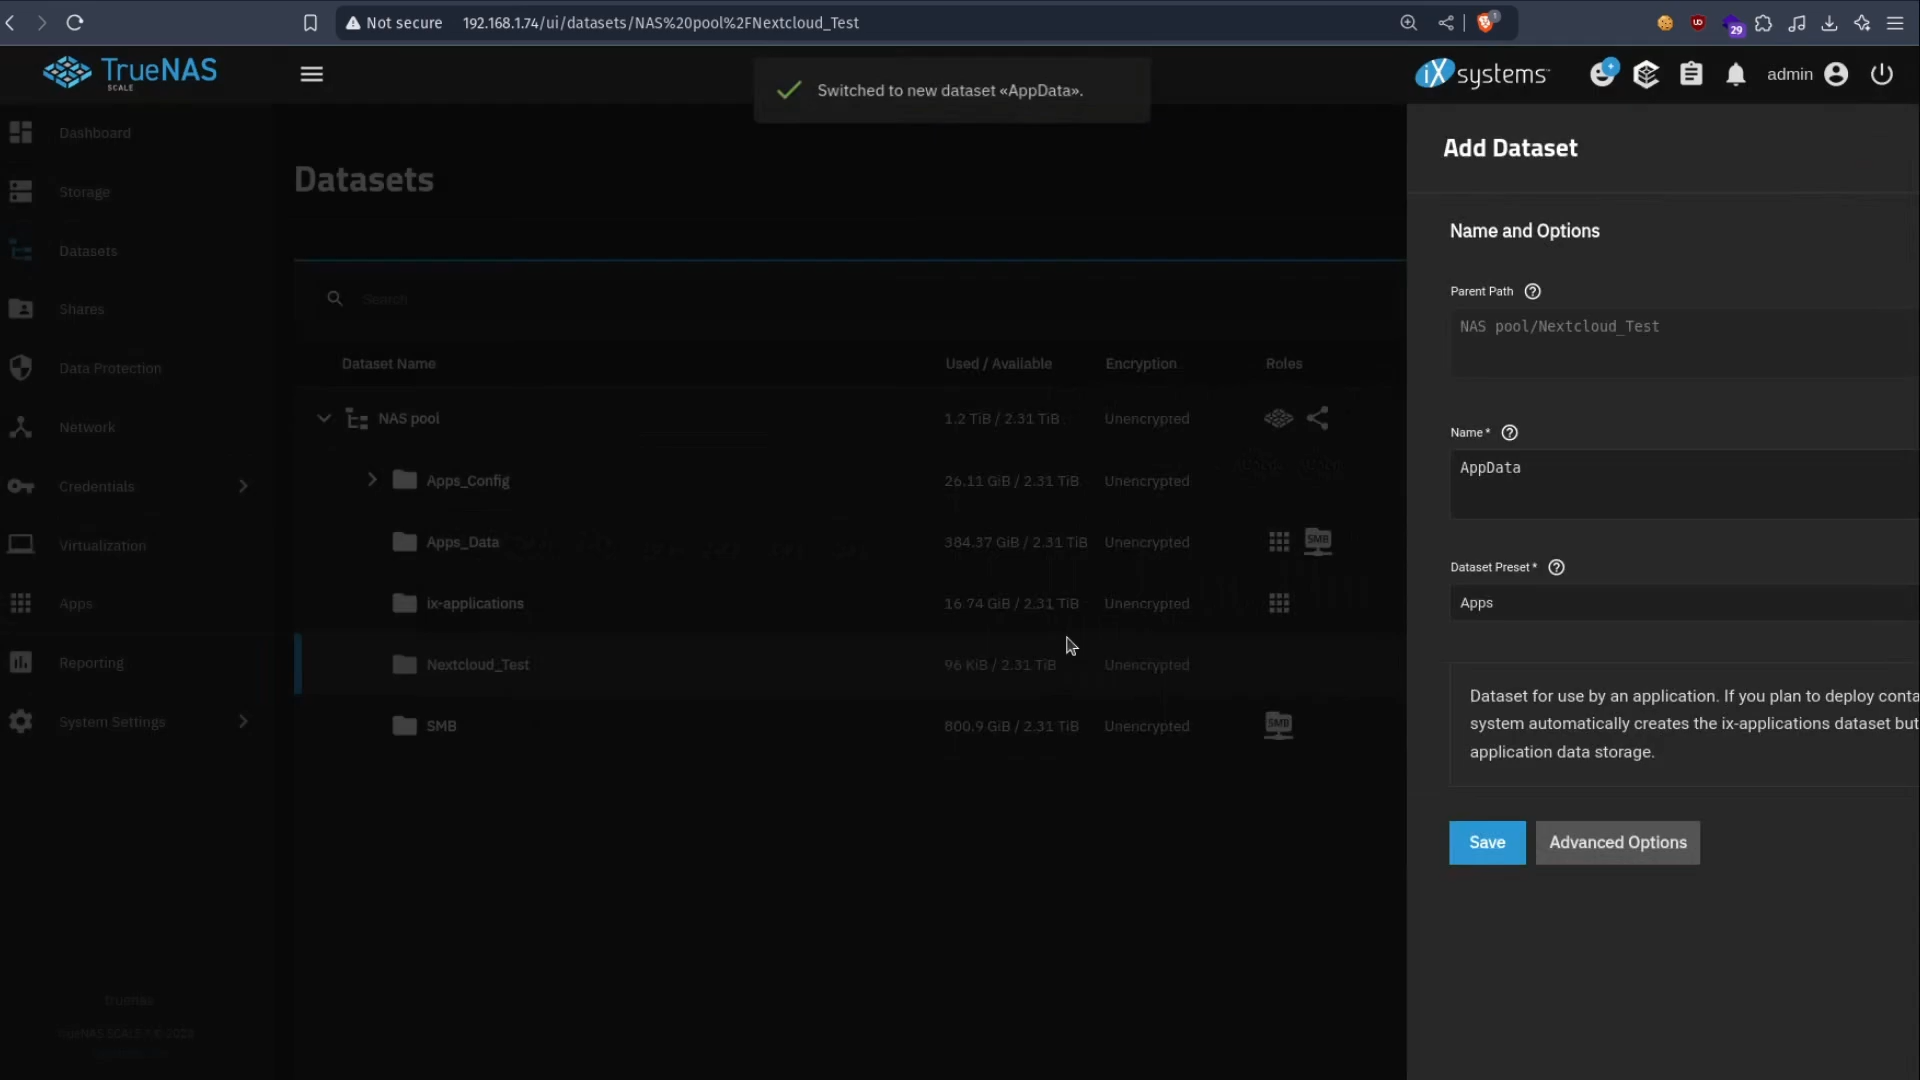 Not secure 192.168.1.74/ui/datasets/NAS%20pool%2FNextcloud_Test
1
UD
29
TrueNAS
SCALE
Switched to new dataset «AppData».
iXsystems
admin
Dashboard
Storage
Datasets
Shares
Data Protection
Network
Credentials
Virtualization
Apps
Reporting
System Settings
Truenas
Datasets
Search
Dataset Name Used / Available Encryption Roles
NAS pool 1.2 TiB / 2.31 TiB Unencrypted
Apps_Config 26.11 GiB / 2.31 TiB Unencrypted
Apps_Data 384.37 GiB / 2.31 TiB Unencrypted SMB
ix-applications 16.74 GiB / 2.31 TiB Unencrypted
Nextcloud_Test 96 KiB / 2.31 TiB Unencrypted
SMB 800.9 GiB / 2.31 TiB Unencrypted SMB
Add Dataset
Name and Options
Parent Path
NAS pool/Nextcloud_Test
Name*
AppData
Dataset Preset*
Apps
Dataset for use by an application. If you plan to deploy conta
system automatically creates the ix-applications dataset but
application data storage.
Save Advanced Options